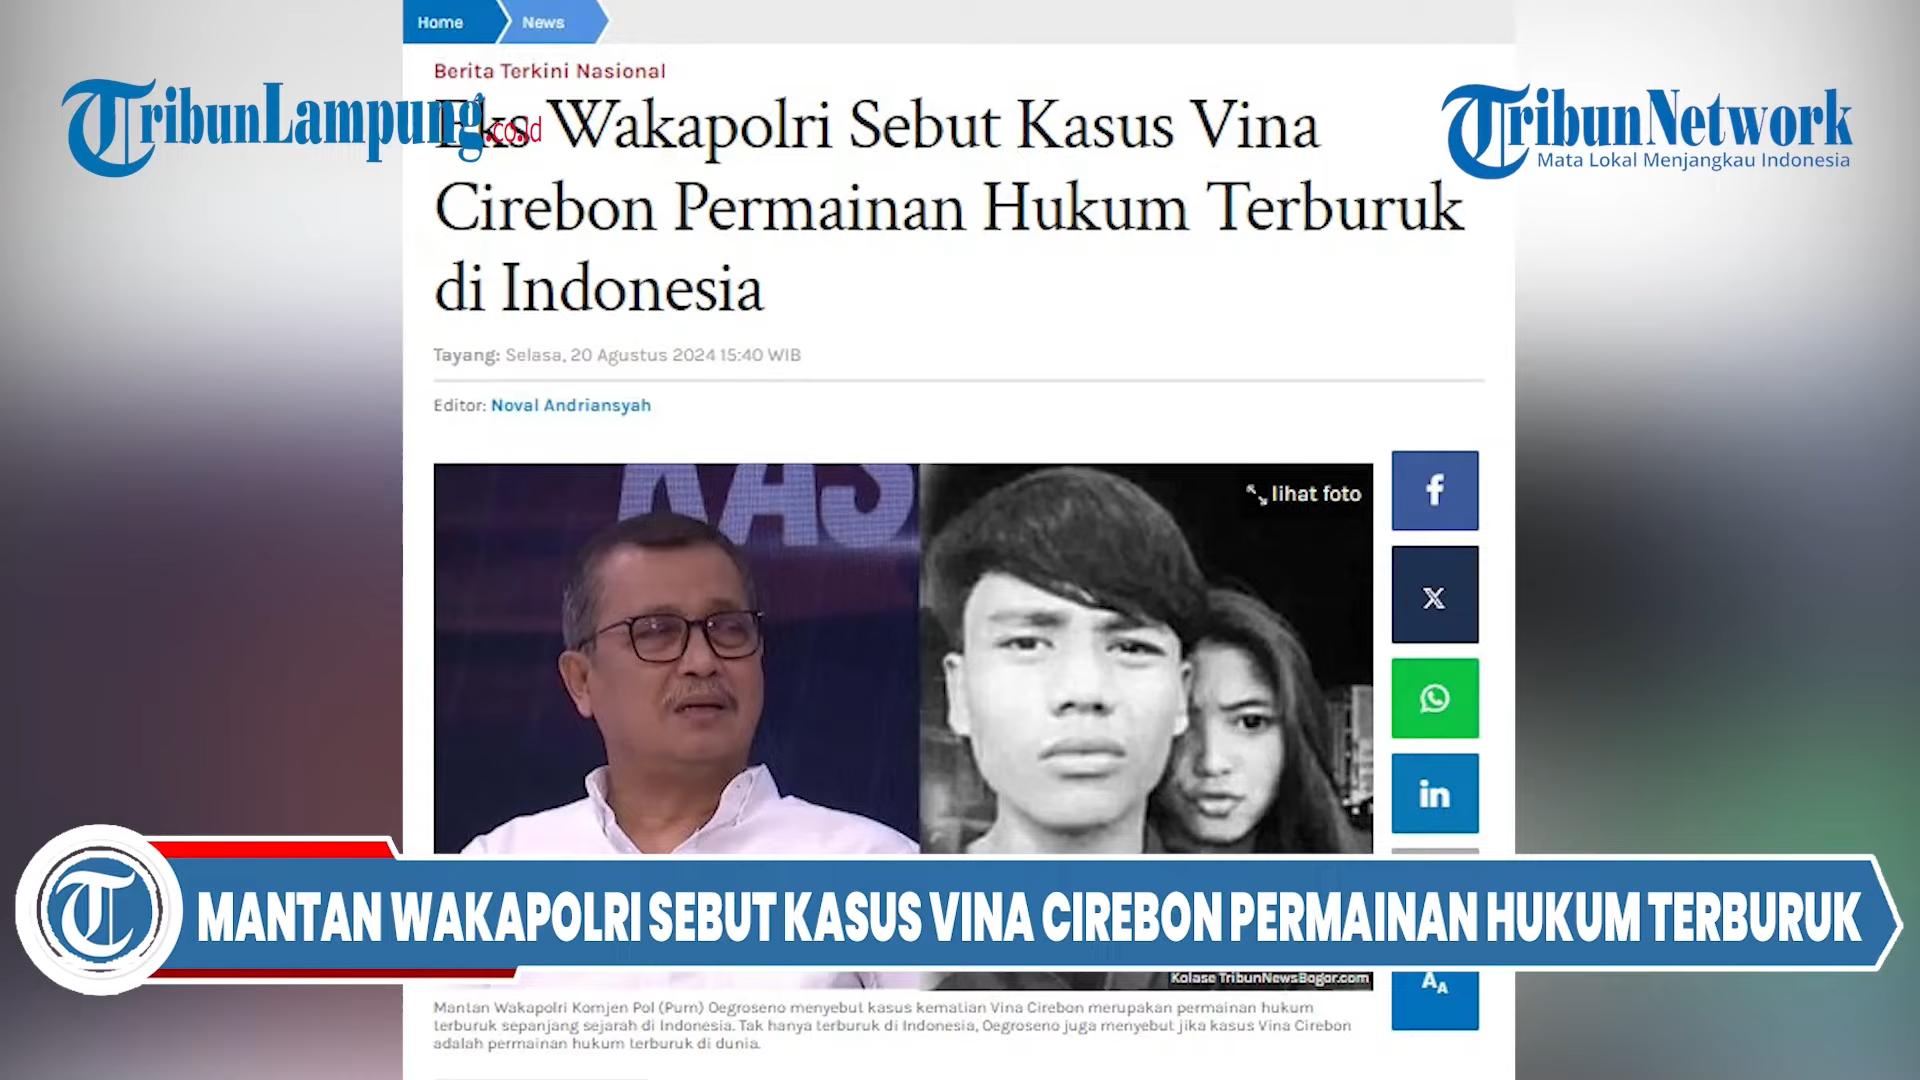 Home
News
Berita Terkini Nasional
TribunLampung.co.id
TribunNetwork
Mata Lokal Menjangkau Indonesia
Eks Wakapolri Sebut Kasus Vina
Cirebon Permainan Hukum Terburuk
di Indonesia
Tayang: Selasa, 20 Agustus 2024 15:40 WIB
Editor: Noval Andriansyah
KAS
lihat foto
f
X
in
T
MANTAN WAKAPOLRI SEBUT KASUS VINA CIREBON PERMAINAN HUKUM TERBURUK
Kolase TribunNewsBogor.com
AA
Mantan Wakapolri Komjen Pol (Purn) Oegroseno menyebut kasus kematian Vina Cirebon merupakan permainan hukum
terburuk sepanjang sejarah di Indonesia. Tak hanya terburuk di Indonesia, Oegroseno juga menyebut jika kasus Vina Cirebon
adalah permainan hukum terburuk di dunia.